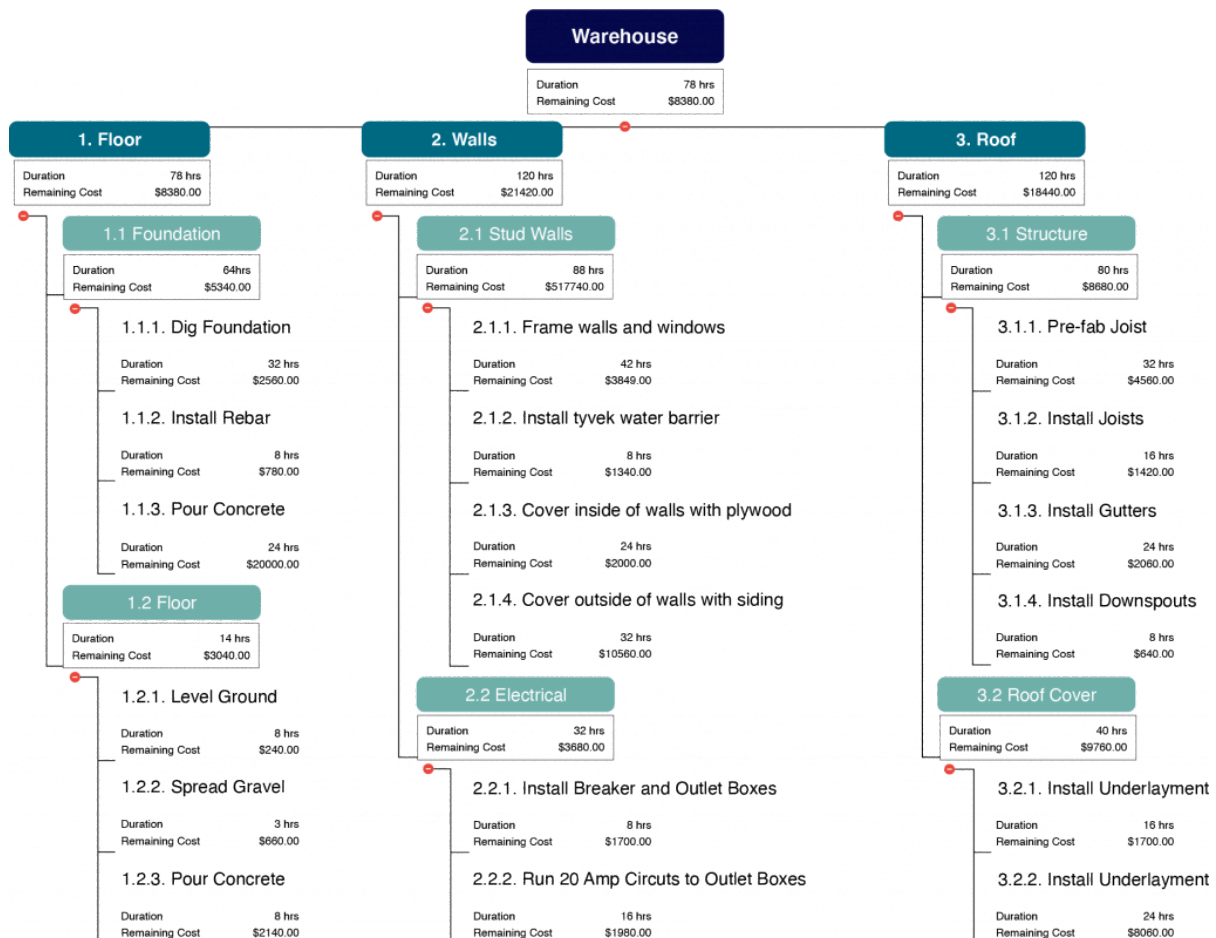 Warehouse
Duration 78 hrs
Remaining Cost $8380.00
1. Floor
Duration 78 hrs
Remaining Cost $8380.00
1.1 Foundation
Duration 64hrs
Remaining Cost $5340.00
1.1.1. Dig Foundation
Duration 32 hrs
Remaining Cost $2560.00
1.1.2. Install Rebar
Duration 8 hrs
Remaining Cost $780.00
1.1.3. Pour Concrete
Duration 24 hrs
Remaining Cost $20000.00
1.2 Floor
Duration 14 hrs
Remaining Cost $3040.00
1.2.1. Level Ground
Duration 8 hrs
Remaining Cost $240.00
1.2.2. Spread Gravel
Duration 3 hrs
Remaining Cost $660.00
1.2.3. Pour Concrete
Duration 8 hrs
Remaining Cost $2140.00
2. Walls
Duration 120 hrs
Remaining Cost $21420.00
2.1 Stud Walls
Duration 88 hrs
Remaining Cost $517740.00
2.1.1. Frame walls and windows
Duration 42 hrs
Remaining Cost $3849.00
2.1.2. Install tyvek water barrier
Duration 8 hrs
Remaining Cost $1340.00
2.1.3. Cover inside of walls with plywood
Duration 24 hrs
Remaining Cost $2000.00
2.1.4. Cover outside of walls with siding
Duration 32 hrs
Remaining Cost $10560.00
2.2 Electrical
Duration 32 hrs
Remaining Cost $3680.00
2.2.1. Install Breaker and Outlet Boxes
Duration 8 hrs
Remaining Cost $1700.00
2.2.2. Run 20 Amp Circuts to Outlet Boxes
Duration 16 hrs
Remaining Cost $1980.00
3. Roof
Duration 120 hrs
Remaining Cost $18440.00
3.1 Structure
Duration 80 hrs
Remaining Cost $8680.00
3.1.1. Pre-fab Joist
Duration 32 hrs
Remaining Cost $4560.00
3.1.2. Install Joists
Duration 16 hrs
Remaining Cost $1420.00
3.1.3. Install Gutters
Duration 24 hrs
Remaining Cost $2060.00
3.1.4. Install Downspouts
Duration 8 hrs
Remaining Cost $640.00
3.2 Roof Cover
Duration 40 hrs
Remaining Cost $9760.00
3.2.1. Install Underlayment
Duration 16 hrs
Remaining Cost $1700.00
3.2.2. Install Underlayment
Duration 24 hrs
Remaining Cost $8060.00